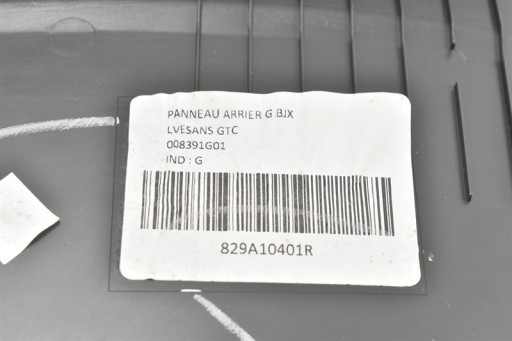 PANNEAU ARRIER G BJX
LVESANS GTC
008391G01
IND : G
829A10401R